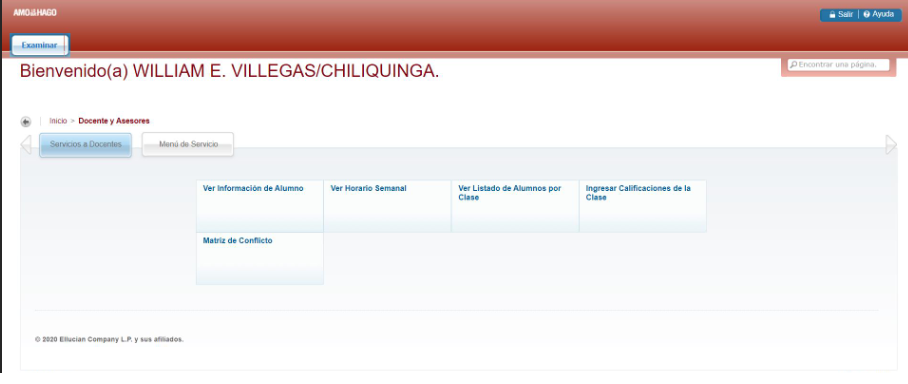 AMO&HAGO
Salir | Ayuda
Examinar
Bienvenido(a) WILLIAM E. VILLEGAS/CHILIQUINGA.
Encontrar una página.
Inicio > Docente y Asesores
Servicios a Docentes
Menú de Servicio
Ver Información de Alumno
Ver Horario Semanal
Ver Listado de Alumnos por
Clase
Ingresar Calificaciones de la
Clase
Matriz de Conflicto
© 2020 Ellucian Company L.P. y sus afiliados.